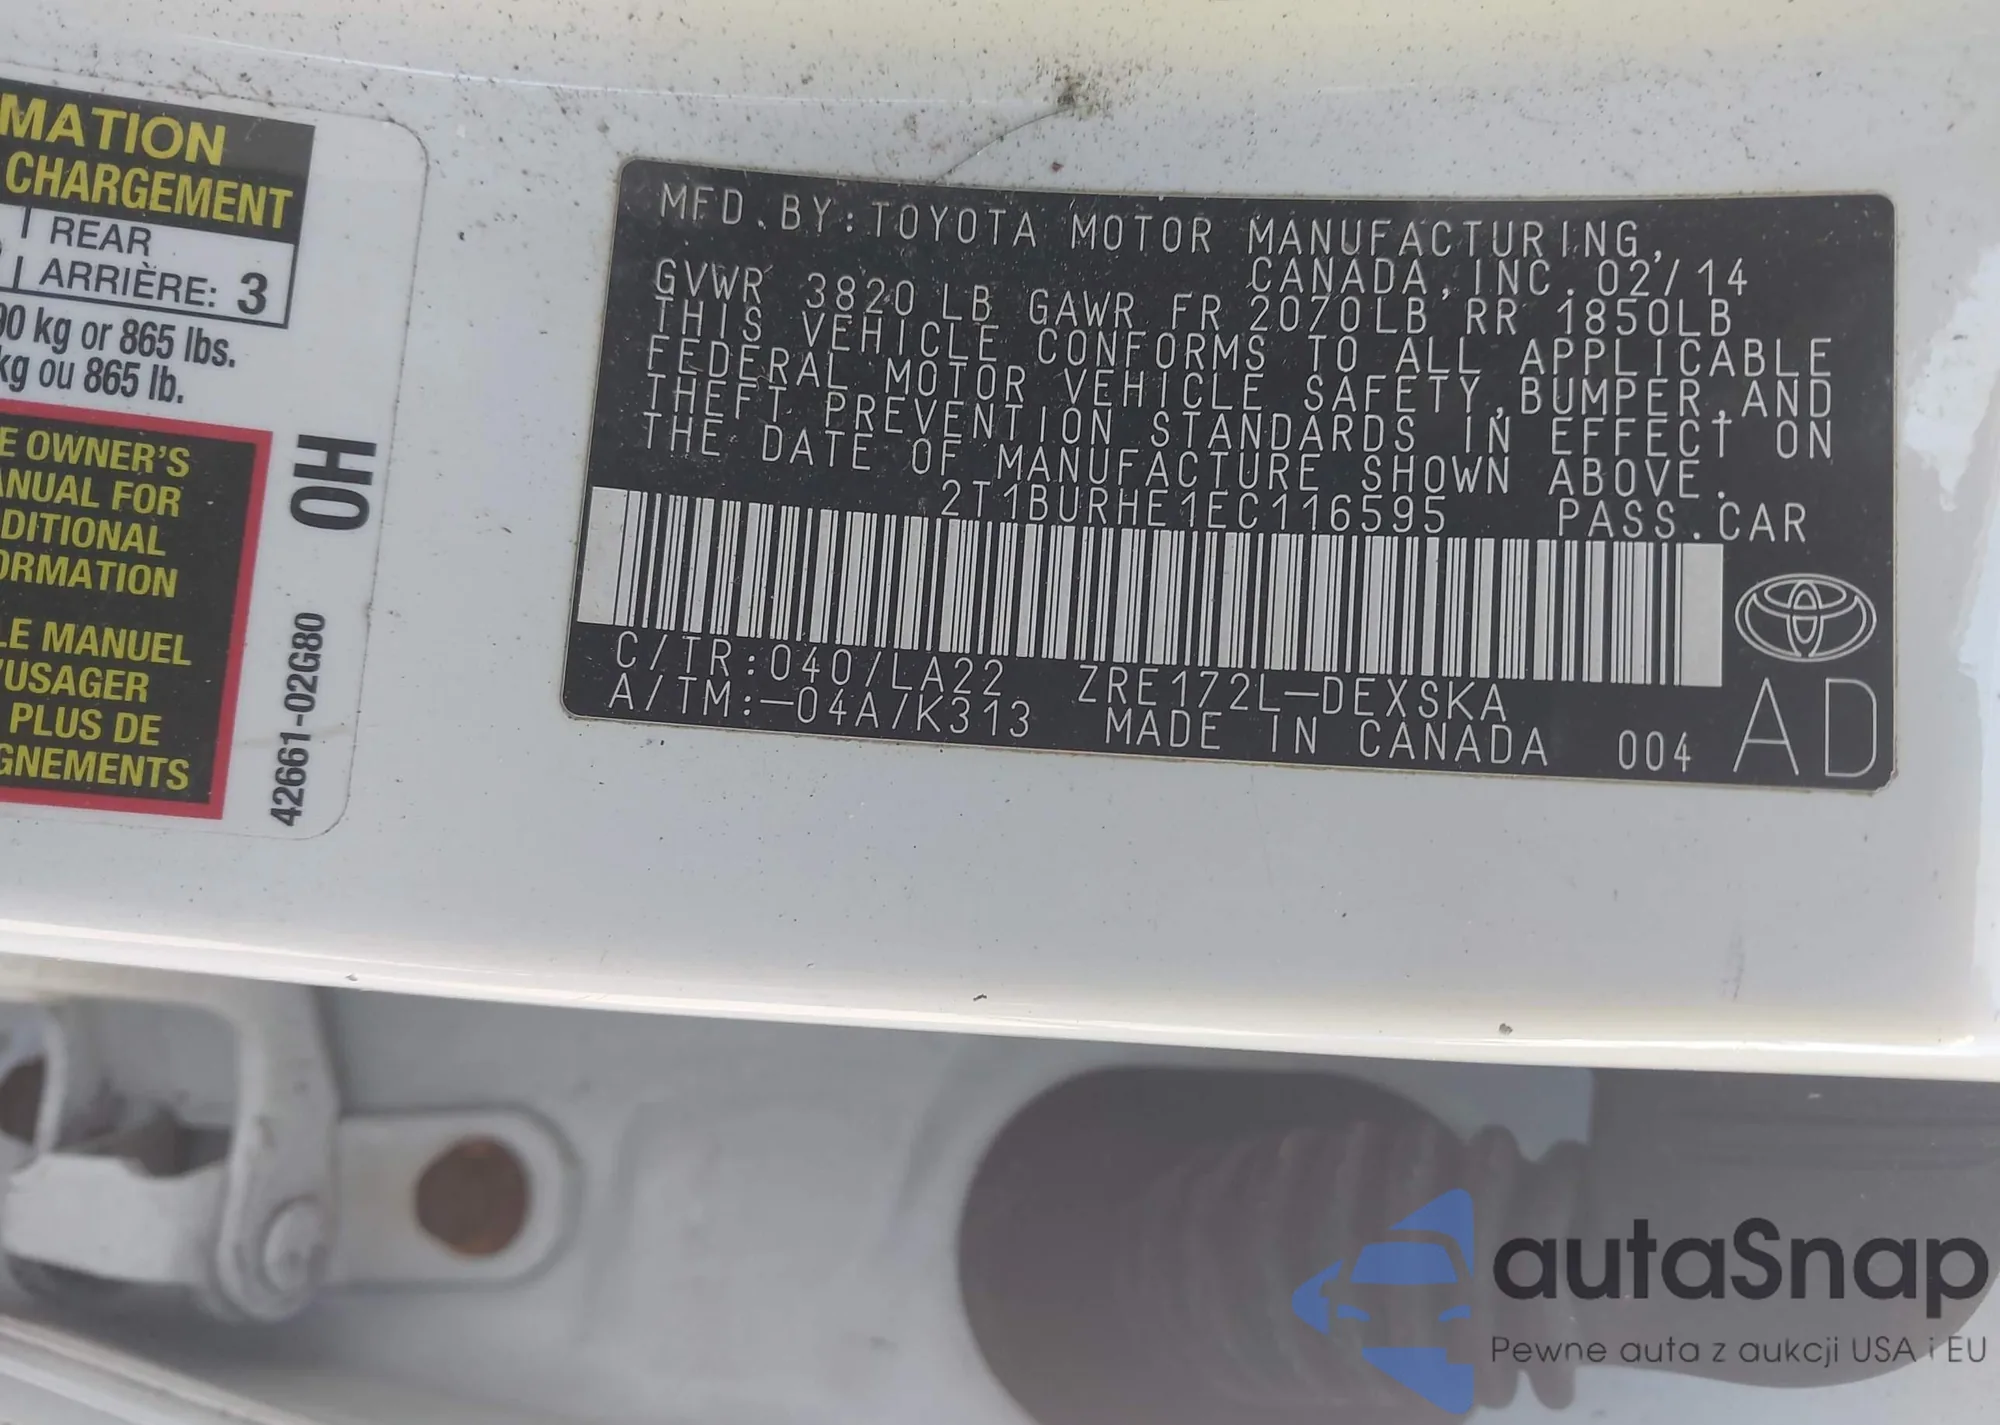 MATION
CHARGEMENT
REAR
ARRIÈRE: 3
90 kg or 865 lbs.
kg ou 865 lb.
E OWNER'S
ANUAL FOR
DITIONAL
ORMATION
LE MANUEL
'USAGER
PLUS DE
GNEMENTS
OH
42661-02G80
MFD.BY:TOYOTA MOTOR MANUFACTURING,
CANADA,INC.02/14
GVWR 3820LB GAWR FR 2070LB RR 1850LB
THIS VEHICLE CONFORMS TO ALL APPLICABLE
FEDERAL MOTOR VEHICLE SAFETY,BUMPER,AND
THEFT PREVENTION STANDARDS IN EFFECT ON
THE DATE OF MANUFACTURE SHOWN ABOVE.
2T1BURHE1EC116595 PASS.CAR
C/TR:040/LA22 ZRE172L-DEXSKA
A/TM:-04A/K313 MADE IN CANADA 004 AD
autaSnap
Pewne auta z aukcji USA i EU